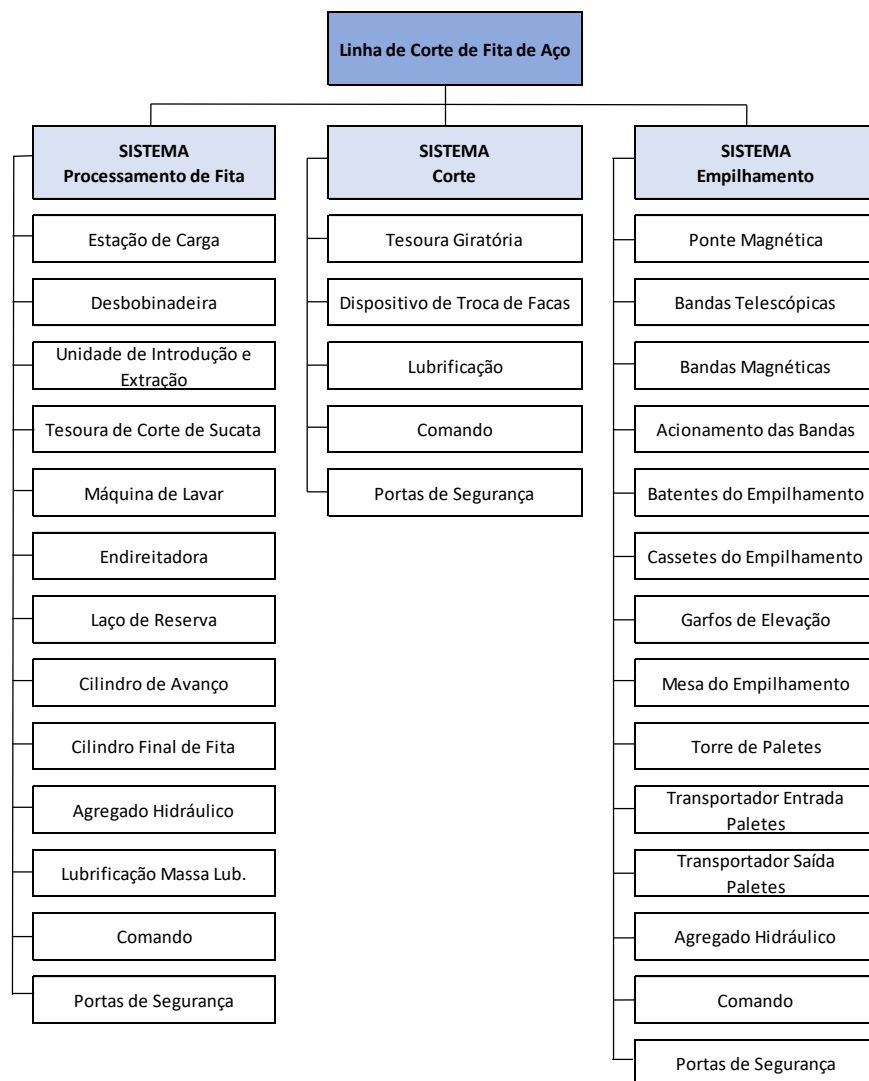 Linha de Corte de Fita de Aço
SISTEMA
Processamento de Fita
Estação de Carga
Desbobinadeira
Unidade de Introdução e
Extração
Tesoura de Corte de Sucata
Máquina de Lavar
Endireitadora
Laço de Reserva
Cilindro de Avanço
Cilindro Final de Fita
Agregado Hidráulico
Lubrificação Massa Lub.
Comando
Portas de Segurança
SISTEMA
Corte
Tesoura Giratória
Dispositivo de Troca de Facas
Lubrificação
Comando
Portas de Segurança
SISTEMA
Empilhamento
Ponte Magnética
Bandas Telescópicas
Bandas Magnéticas
Acionamento das Bandas
Batentes do Empilhamento
Cassetes do Empilhamento
Garfos de Elevação
Mesa do Empilhamento
Torre de Paletes
Transportador Entrada
Paletes
Transportador Saída
Paletes
Agregado Hidráulico
Comando
Portas de Segurança